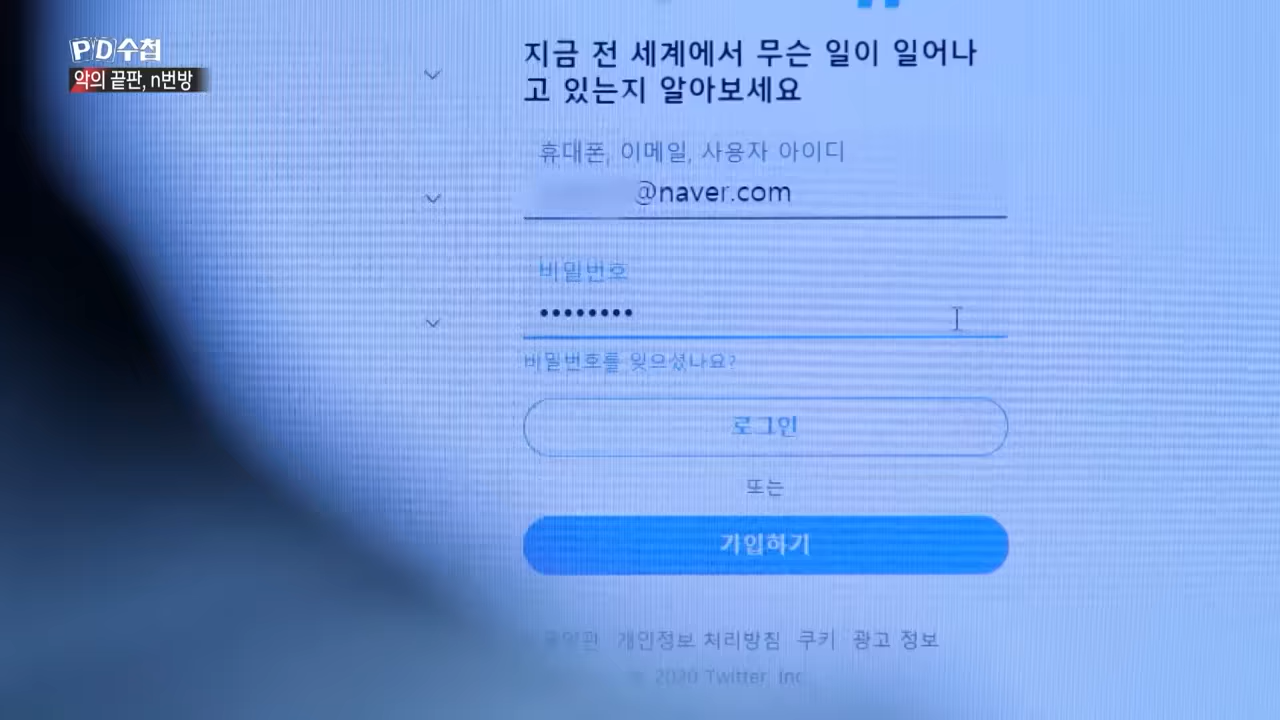 PD수첩
악의 끝판, n번방
지금 전 세계에서 무슨 일이 일어나
고 있는지 알아보세요
휴대폰, 이메일, 사용자 아이디
@naver.com
비밀번호
••••••••
비밀번호를 잊으셨나요?
로그인
또는
가입하기
개인정보 처리방침 쿠키 광고 정보
© 2020 Twitter, Inc.